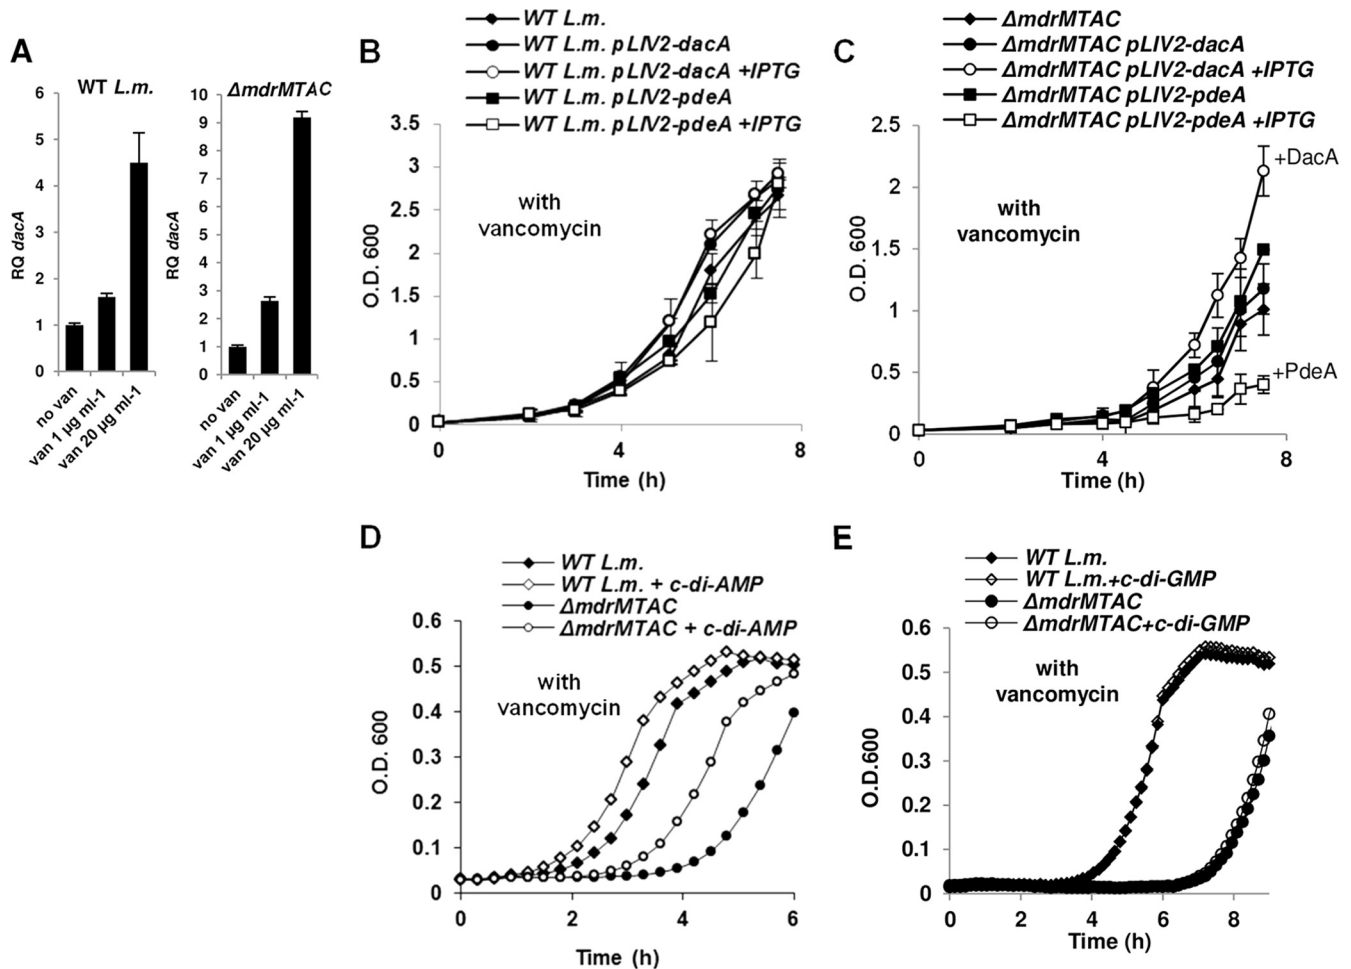 A
WT L.m.
6
5
4
3
2
1
0
RQ dacA
no van
van 1 µg ml-1
van 20 µg ml-1
ΔmdrMTAC
10
9
8
7
6
5
4
3
2
1
0
RQ dacA
no van
van 1 µg ml-1
van 20 µg ml-1
B
WT L.m.
WT L.m. pLIV2-dacA
WT L.m. pLIV2-dacA +IPTG
WT L.m. pLIV2-pdeA
WT L.m. pLIV2-pdeA +IPTG
3.5
3
2.5
2
1.5
1
0.5
0
O.D. 600
with
vancomycin
0 4 8
Time (h)
C
ΔmdrMTAC
ΔmdrMTAC pLIV2-dacA
ΔmdrMTAC pLIV2-dacA +IPTG
ΔmdrMTAC pLIV2-pdeA
ΔmdrMTAC pLIV2-pdeA +IPTG
2.5
2
1.5
1
0.5
0
O.D. 600
with
vancomycin
+DacA
+PdeA
0 4 8
Time (h)
D
WT L.m.
WT L.m. + c-di-AMP
ΔmdrMTAC
ΔmdrMTAC + c-di-AMP
0.6
0.5
0.4
0.3
0.2
0.1
0
O.D. 600
with
vancomycin
0 2 4 6
Time (h)
E
WT L.m.
WT L.m.+c-di-GMP
ΔmdrMTAC
ΔmdrMTAC+c-di-GMP
0.6
0.5
0.4
0.3
0.2
0.1
0
O.D.600
with
vancomycin
0 2 4 6 8
Time (h)